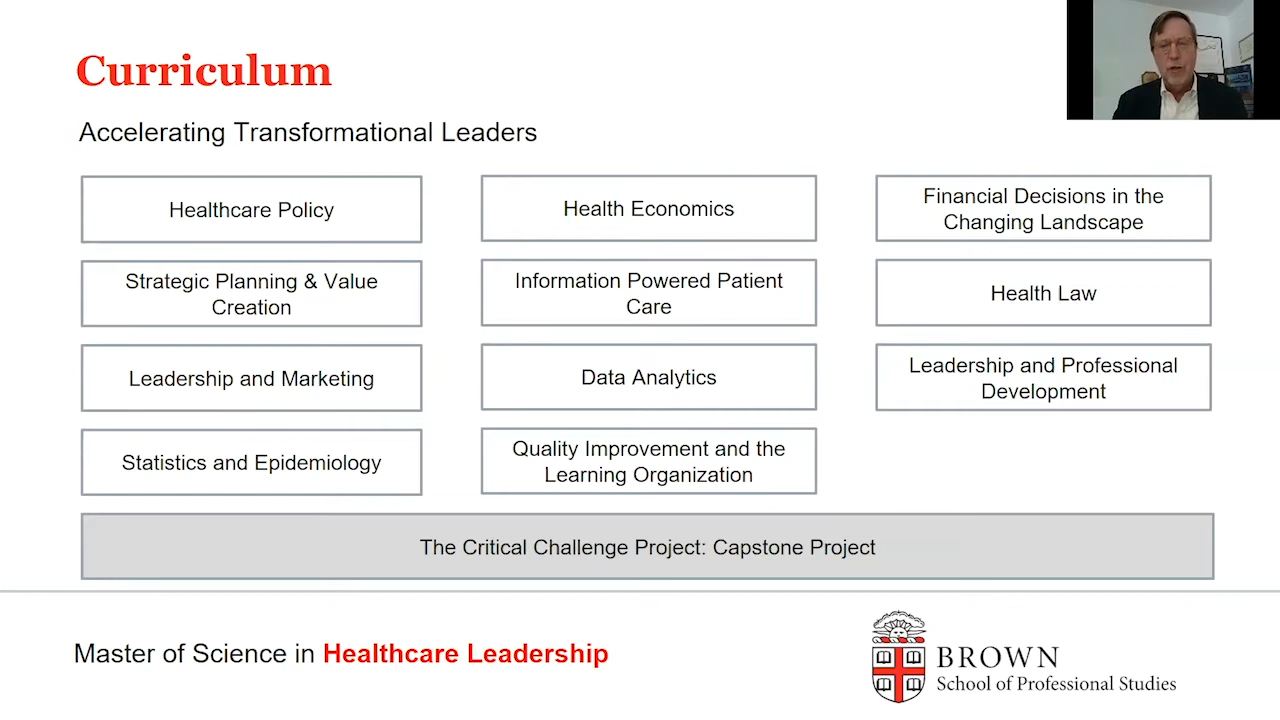 Curriculum
Accelerating Transformational Leaders
Healthcare Policy
Health Economics
Financial Decisions in the
Changing Landscape
Strategic Planning & Value
Creation
Information Powered Patient
Care
Health Law
Leadership and Marketing
Data Analytics
Leadership and Professional
Development
Statistics and Epidemiology
Quality Improvement and the
Learning Organization
The Critical Challenge Project: Capstone Project
Master of Science in Healthcare Leadership
BROWN
School of Professional Studies